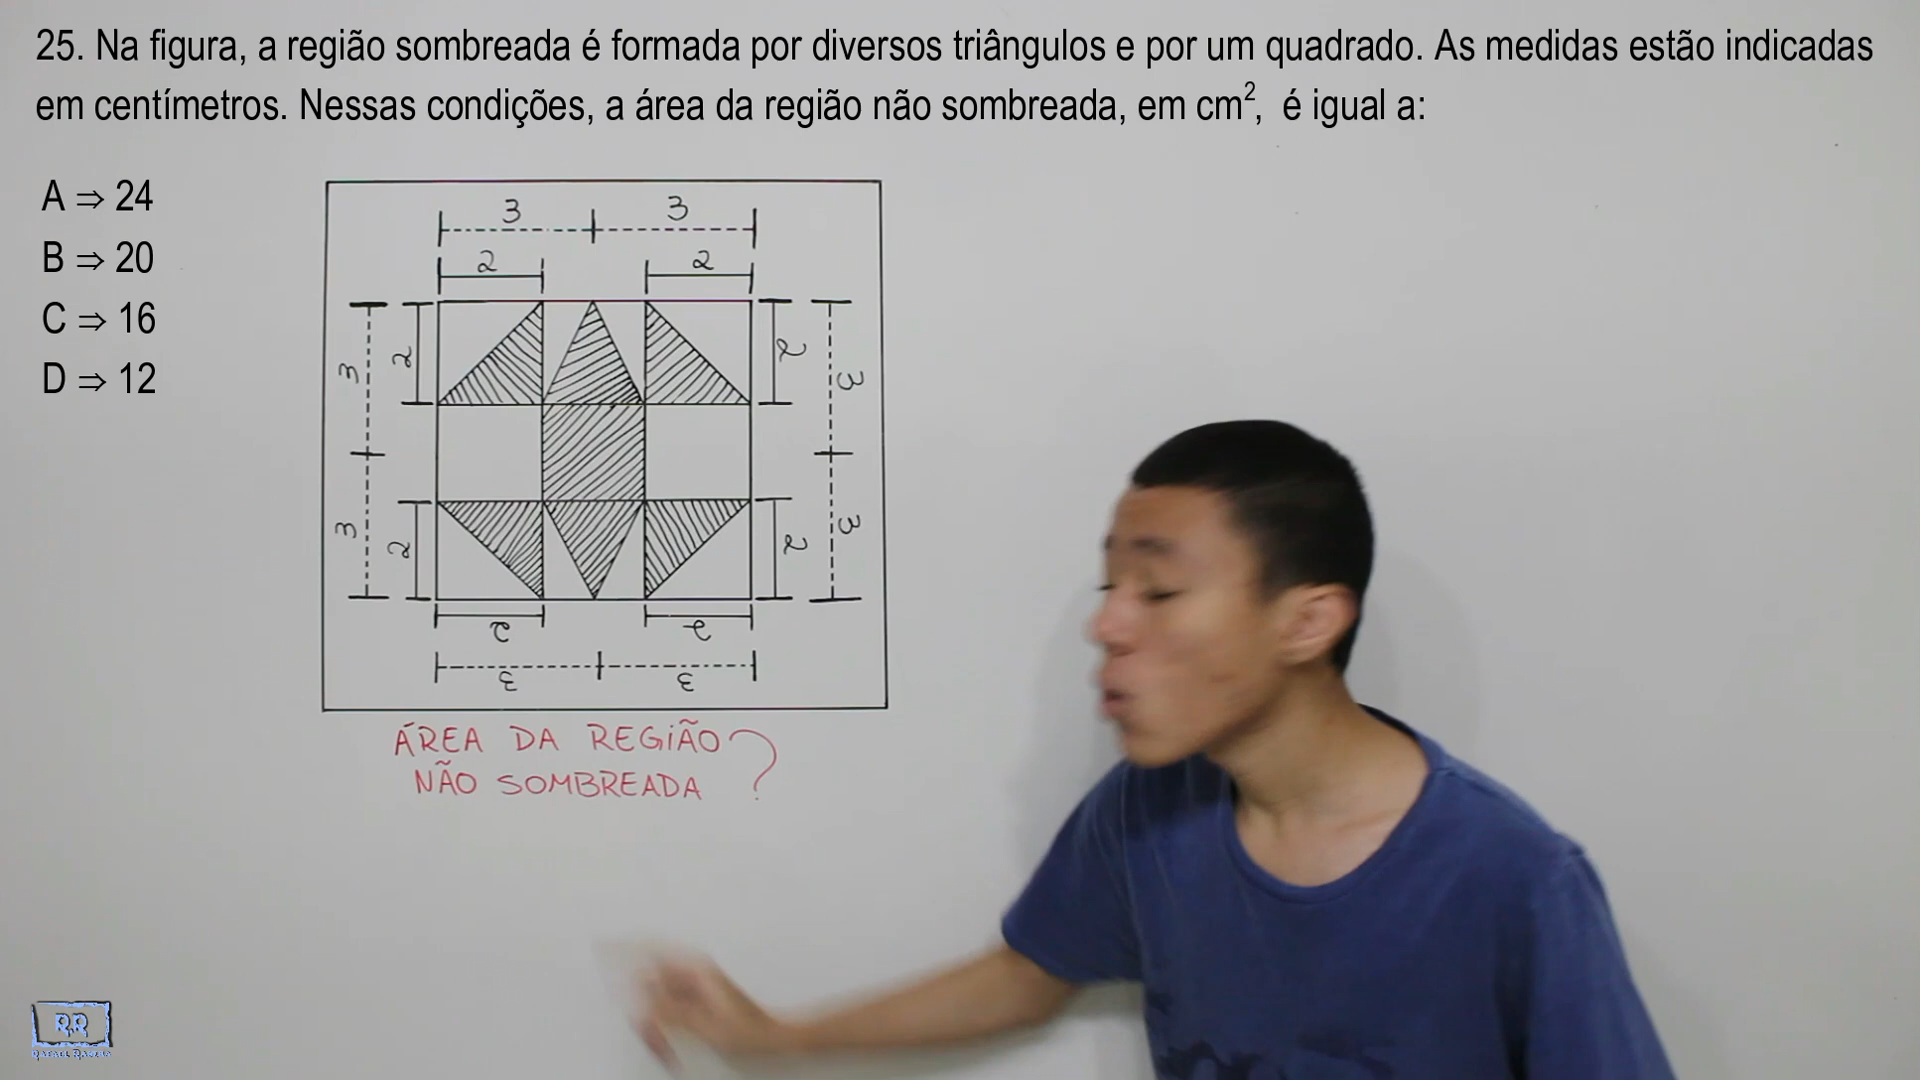 25. Na figura, a região sombreada é formada por diversos triângulos e por um quadrado. As medidas estão indicadas
em centímetros. Nessas condições, a área da região não sombreada, em cm², é igual a:
A ⇒ 24
B ⇒ 20
C ⇒ 16
D ⇒ 12
3 3
2 2
3 2 2 3
3 2 2 3
2 2
3 3
ÁREA DA REGIÃO
NÃO SOMBREADA ?
RR